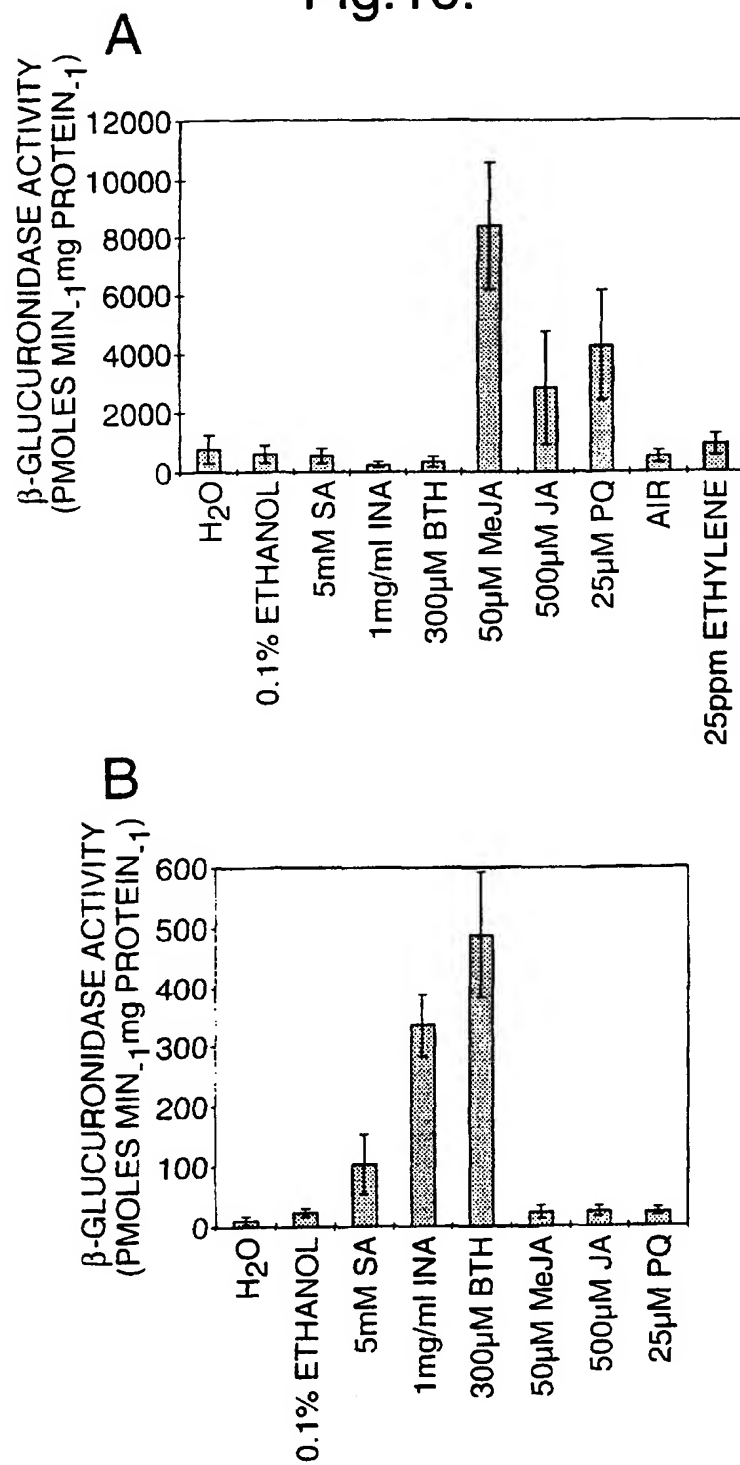 A
β-GLUCURONIDASE ACTIVITY
(PMOLES MIN-1mg PROTEIN-1)
12000
10000
8000
6000
4000
2000
0
H2O
0.1% ETHANOL
5mM SA
1mg/ml INA
300µM BTH
50µM MeJA
500µM JA
25µM PQ
AIR
25ppm ETHYLENE
B
β-GLUCURONIDASE ACTIVITY
(PMOLES MIN-1mg PROTEIN-1)
600
500
400
300
200
100
0
H2O
0.1% ETHANOL
5mM SA
1mg/ml INA
300µM BTH
50µM MeJA
500µM JA
25µM PQ